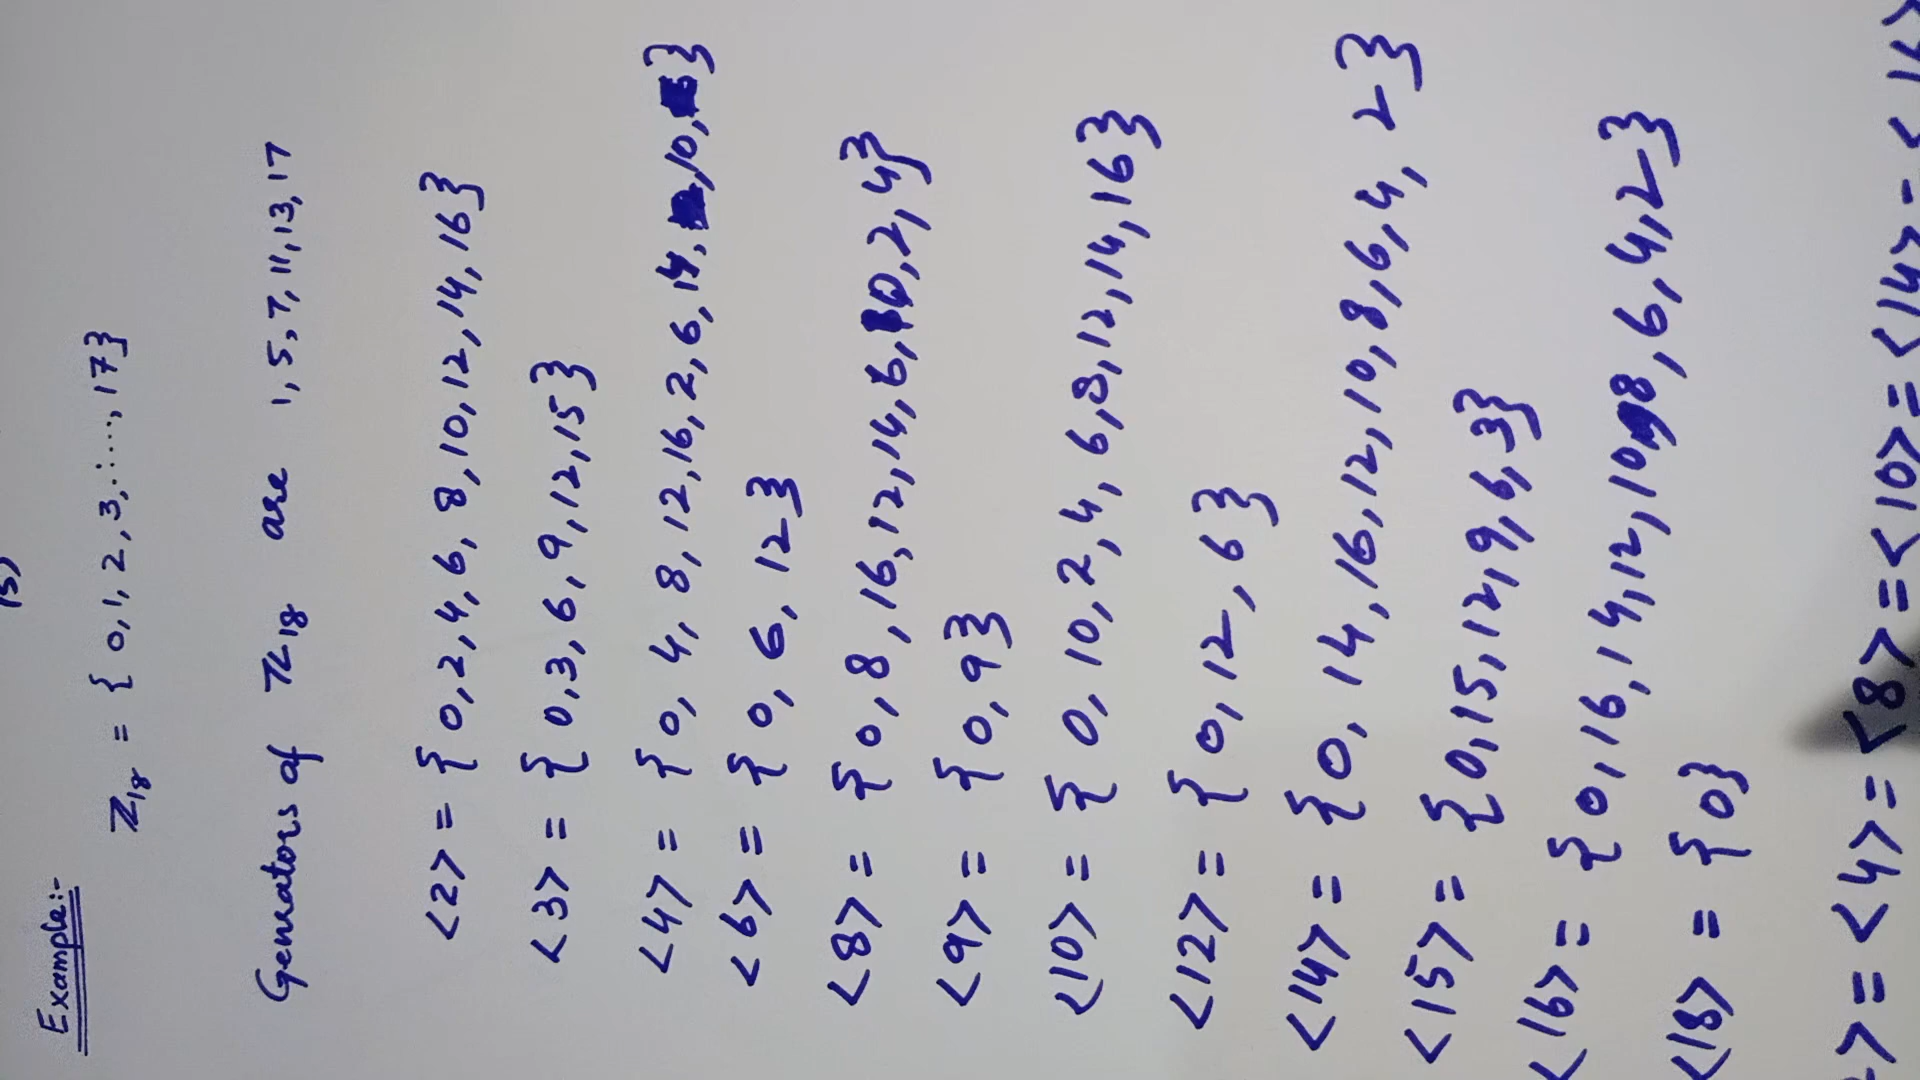 Example:-
ℤ₁₈ = { 0,1,2,3,....,17}
Generators of ℤ₁₈ are 1,5,7,11,13,17
<2> = { 0,2,4,6,8,10,12,14,16}
<3> = { 0,3,6,9,12,15}
<4> = { 0,4,8,12,16,2,6,14,10,}
<6> = { 0,6,12}
<8> = { 0,8,16,12,14,6,10,2,4}
<9> = { 0,9}
<10> = { 0,10,2,4,6,8,12,14,16}
<12> = { 0,12,6}
<14> = { 0,14,16,12,10,8,6,4,2}
<15> = { 0,15,12,9,6,3}
<16> = { 0,16,14,12,10,8,6,4,2}
<18> = { 0}
> = <4> = <8> = <10> = <14> =